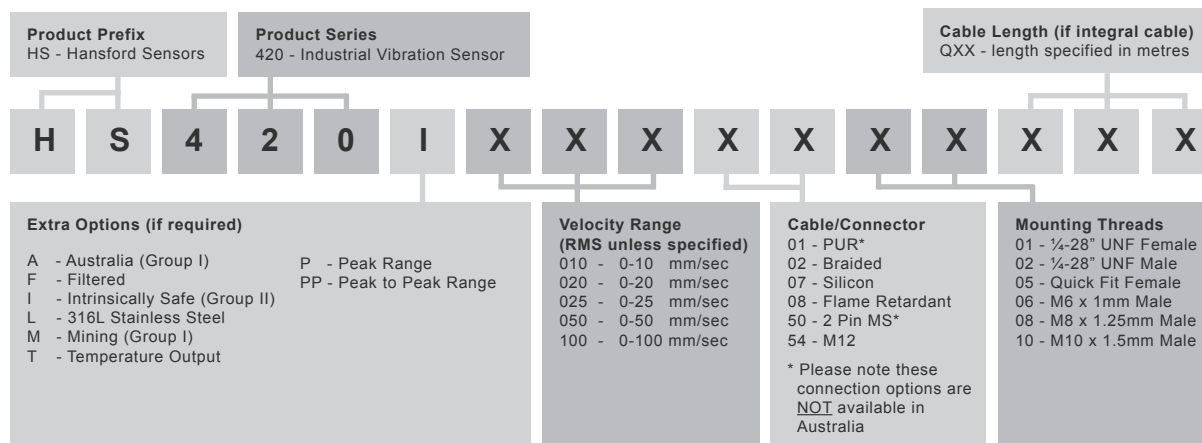 Product Prefix
HS - Hansford Sensors
Product Series
420 - Industrial Vibration Sensor
Cable Length (if integral cable)
QXX - length specified in metres
H S 4 2 0 I X X X X X X X X X X
Extra Options (if required)
A - Australia (Group I)
F - Filtered
I - Intrinsically Safe (Group II)
L - 316L Stainless Steel
M - Mining (Group I)
T - Temperature Output
P - Peak Range
PP - Peak to Peak Range
Velocity Range
(RMS unless specified)
010 - 0-10 mm/sec
020 - 0-20 mm/sec
025 - 0-25 mm/sec
050 - 0-50 mm/sec
100 - 0-100 mm/sec
Cable/Connector
01 - PUR*
02 - Braided
07 - Silicon
08 - Flame Retardant
50 - 2 Pin MS*
54 - M12
* Please note these
connection options are
NOT available in
Australia
Mounting Threads
01 - ¼-28” UNF Female
02 - ¼-28” UNF Male
05 - Quick Fit Female
06 - M6 x 1mm Male
08 - M8 x 1.25mm Male
10 - M10 x 1.5mm Male